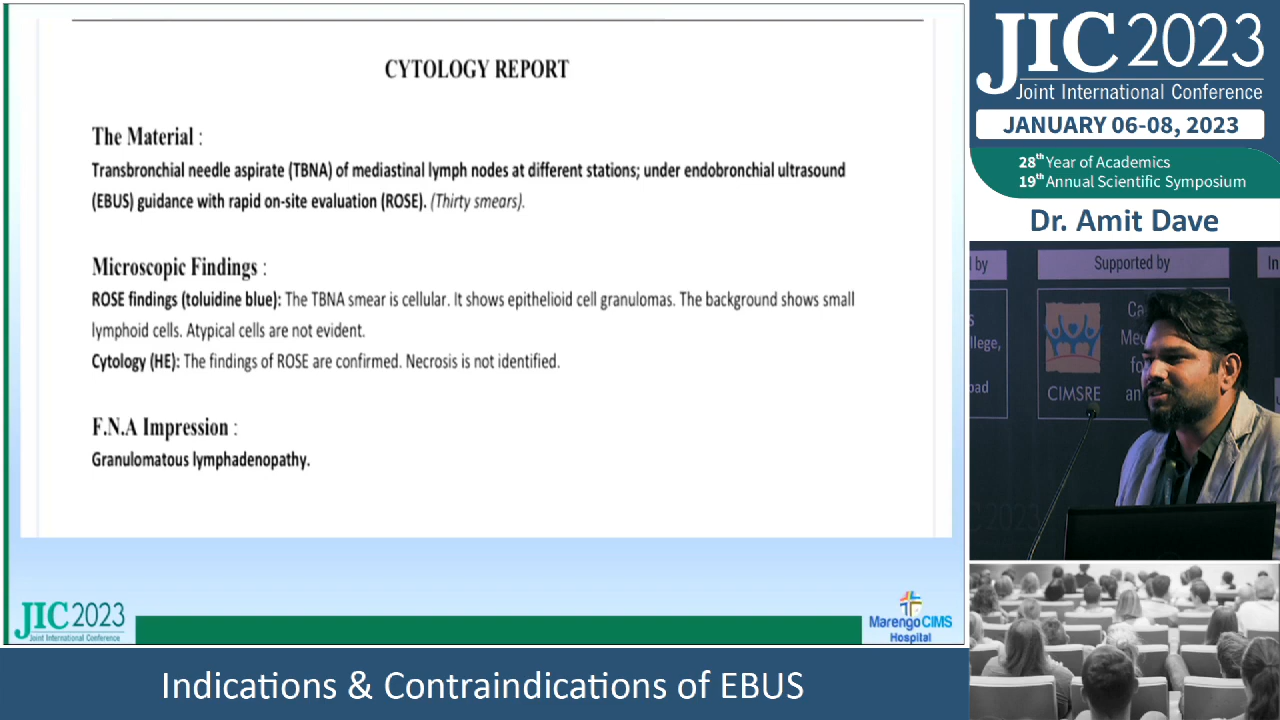 CYTOLOGY REPORT
The Material :
Transbronchial needle aspirate (TBNA) of mediastinal lymph nodes at different stations; under endobronchial ultrasound
(EBUS) guidance with rapid on-site evaluation (ROSE). (Thirty smears).
Microscopic Findings :
ROSE findings (toluidine blue): The TBNA smear is cellular. It shows epithelioid cell granulomas. The background shows small
lymphoid cells. Atypical cells are not evident.
Cytology (HE): The findings of ROSE are confirmed. Necrosis is not identified.
F.N.A Impression :
Granulomatous lymphadenopathy.
JIC 2023
Joint International Conference
Marengo CIMS
Hospital
Indications & Contraindications of EBUS
JIC 2023
Joint International Conference
JANUARY 06-08, 2023
28th Year of Academics
19th Annual Scientific Symposium
Dr. Amit Dave
by
Supported by
In
CIMSRE